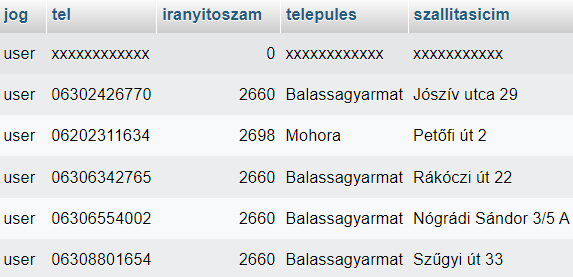 jog tel iranyitoszam telepules szallitasicim
user xxxxxxxxxxxx 0 xxxxxxxxxxxx xxxxxxxxxxx
user 06302426770 2660 Balassagyarmat Jószív utca 29
user 06202311634 2698 Mohora Petőfi út 2
user 06306342765 2660 Balassagyarmat Rákóczi út 22
user 06306554002 2660 Balassagyarmat Nógrádi Sándor 3/5 A
user 06308801654 2660 Balassagyarmat Szűgyi út 33